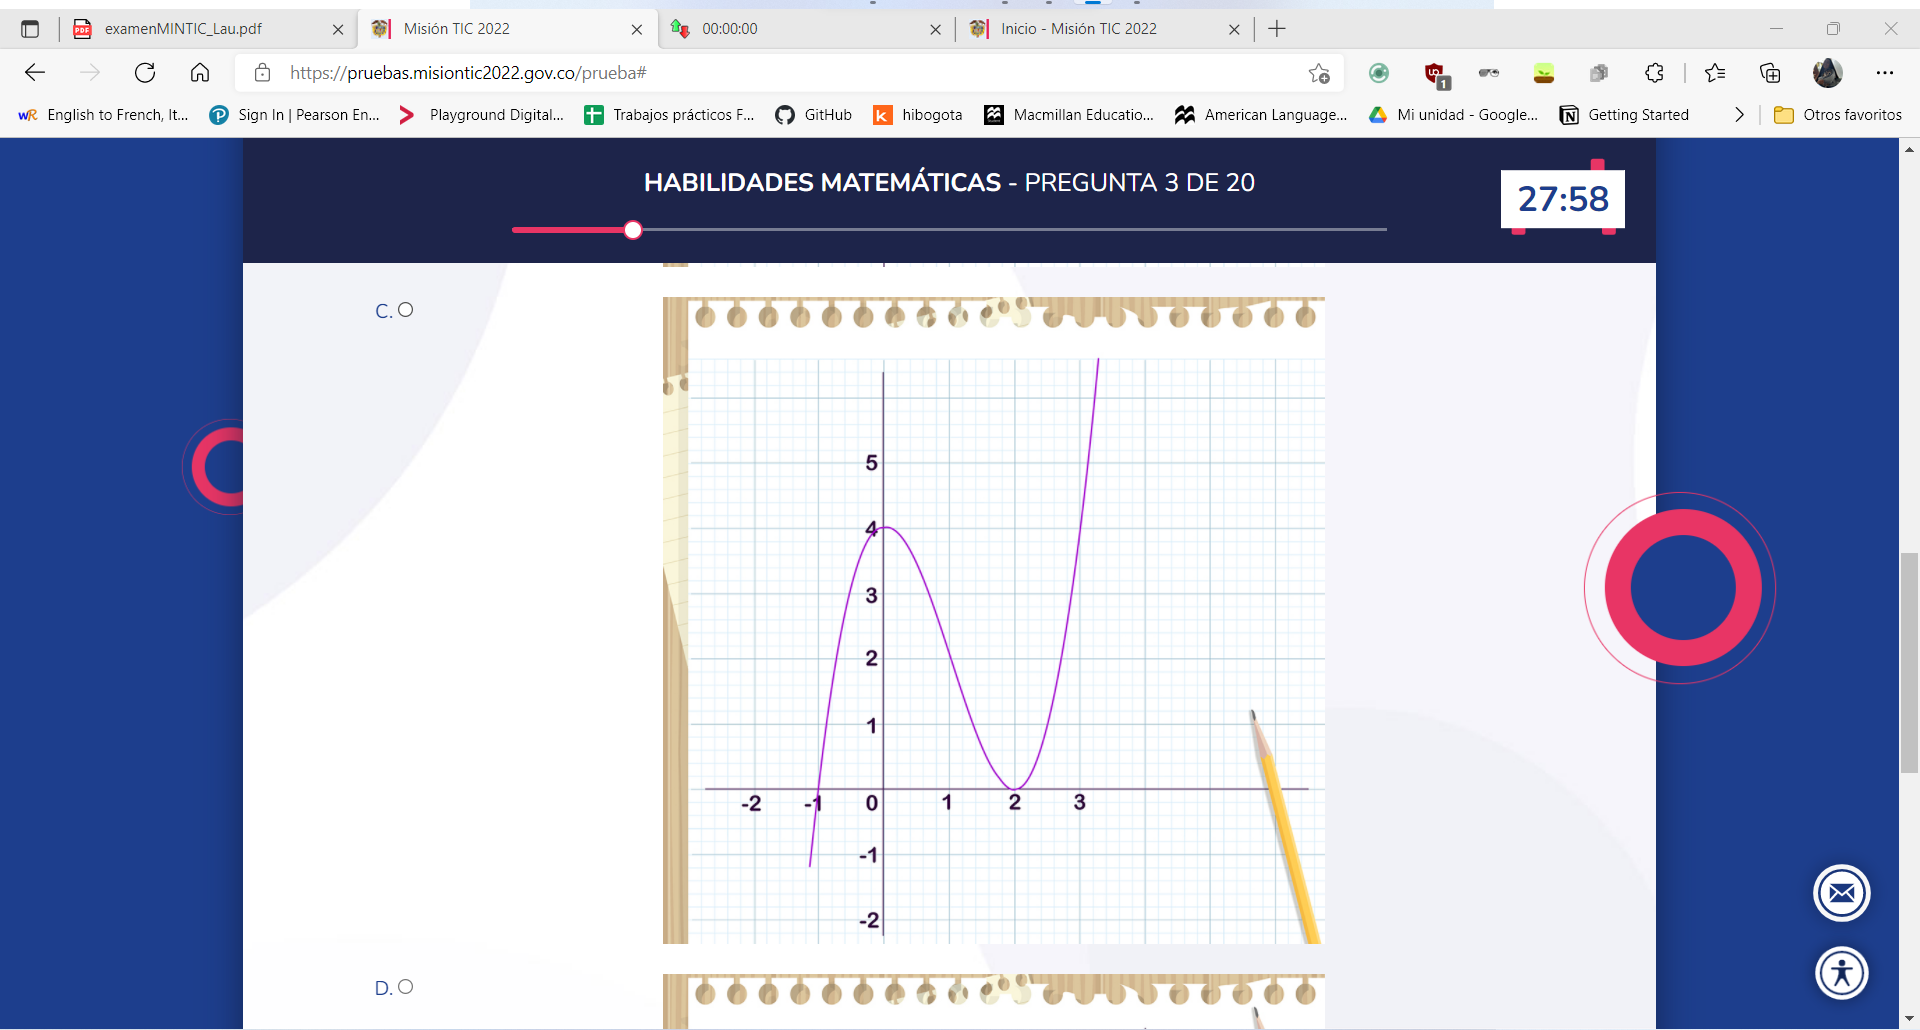 examenMINTIC_Lau.pdf
Misión TIC 2022
00:00:00
Inicio - Misión TIC 2022
https://pruebas.misiontic2022.gov.co/prueba#
1
English to French, It...
Sign In | Pearson En...
Playground Digital...
Trabajos prácticos F...
GitHub
hibogota
Macmillan Educatio...
American Language...
Mi unidad - Google...
Getting Started
Otros favoritos
HABILIDADES MATEMÁTICAS - PREGUNTA 3 DE 20
27:58
C.
5
4
3
2
1
-2 -1 0 1 2 3
-1
-2
D.